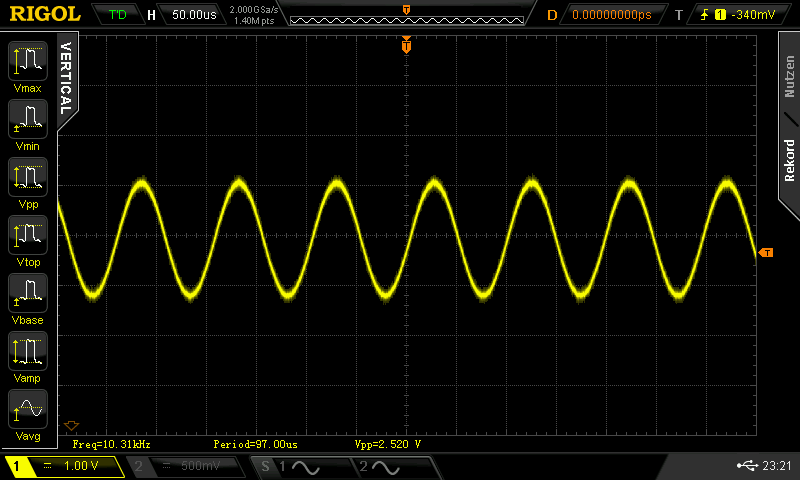 RIGOL T'D H 50.00us 2.000GSa/s 1.40M pts T D 0.00000000ps T 1 -340mV
T
VERTICAL
Vmax
Vmin
Vpp
Vtop
Vbase
Vamp
Vavg
Nutzen
Rekord
T
Freq=10.31kHz Period=97.00us Vpp=2.520 V
1 1.00 V 2 500mV S 1 2 23:21